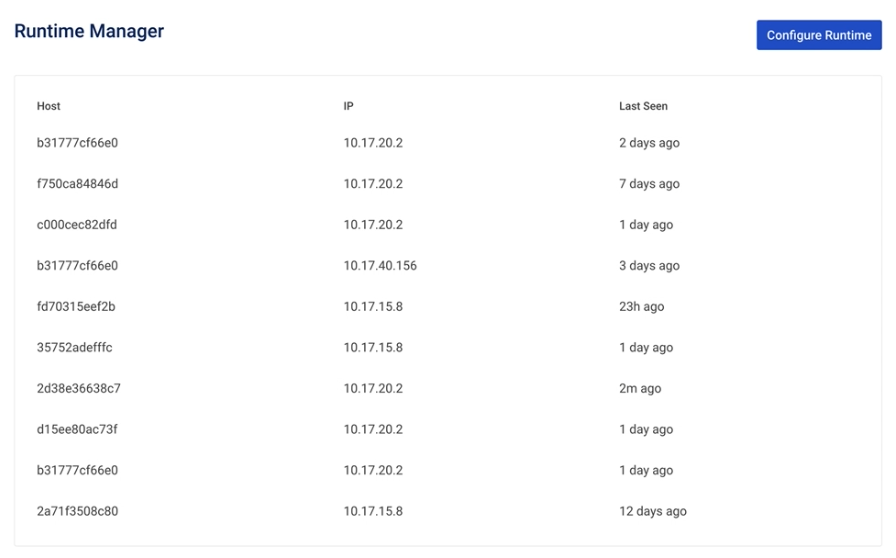 Runtime Manager
Configure Runtime
Host IP Last Seen
b31777cf66e0 10.17.20.2 2 days ago
f750ca84846d 10.17.20.2 7 days ago
c000cec82dfd 10.17.20.2 1 day ago
b31777cf66e0 10.17.40.156 3 days ago
fd70315eef2b 10.17.15.8 23h ago
35752adefffc 10.17.15.8 1 day ago
2d38e36638c7 10.17.20.2 2m ago
d15ee80ac73f 10.17.20.2 1 day ago
b31777cf66e0 10.17.20.2 1 day ago
2a71f3508c80 10.17.15.8 12 days ago